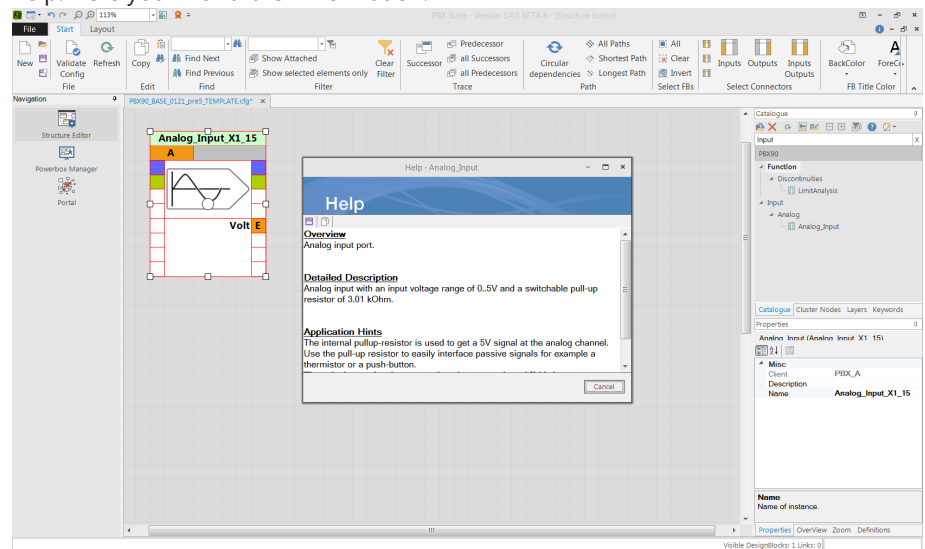 113%
PBX Suite - Version 1.4.0 BETA 8 - [Structure Editor]
File Start Layout
New
Validate Config
Refresh
Copy
Find Next
Find Previous
Show Attached
Show selected elements only
Clear Filter
Successor
Predecessor
all Successors
all Predecessors
Circular dependencies
All Paths
Shortest Path
Longest Path
All
Clear
Invert
Inputs
Outputs
Inputs Outputs
BackColor
File
Edit
Find
Filter
Trace
Path
Select FBs
Select Connectors
FB Title Color
Navigation
Structure Editor
Powerbox Manager
Portal
PBX90_BASE_0121_pre5_TEMPLATE.cfg* x
Analog_Input_X1_15
A
Volt E
Help - Analog_Input
Help
Overview
Analog input port.
Detailed Description
Analog input with an input voltage range of 0..5V and a switchable pull-up
resistor of 3.01 kOhm.
Application Hints
The internal pullup-resistor is used to get a 5V signal at the analog channel.
Use the pull-up resistor to easily interface passive signals for example a
thermistor or a push-button.
Cancel
Catalogue
Input X
PBX90
Function
Discontinuities
LimitAnalysis
Input
Analog
Analog_Input
Catalogue Cluster Nodes Layers Keywords
Properties
Analog_Input (Analog_Input_X1_15)
Misc
Client PBX_A
Description
Name Analog_Input_X1_15
Name
Name of instance.
Properties OverView Zoom Definitions
Visible DesignBlocks: 1 Links: 0